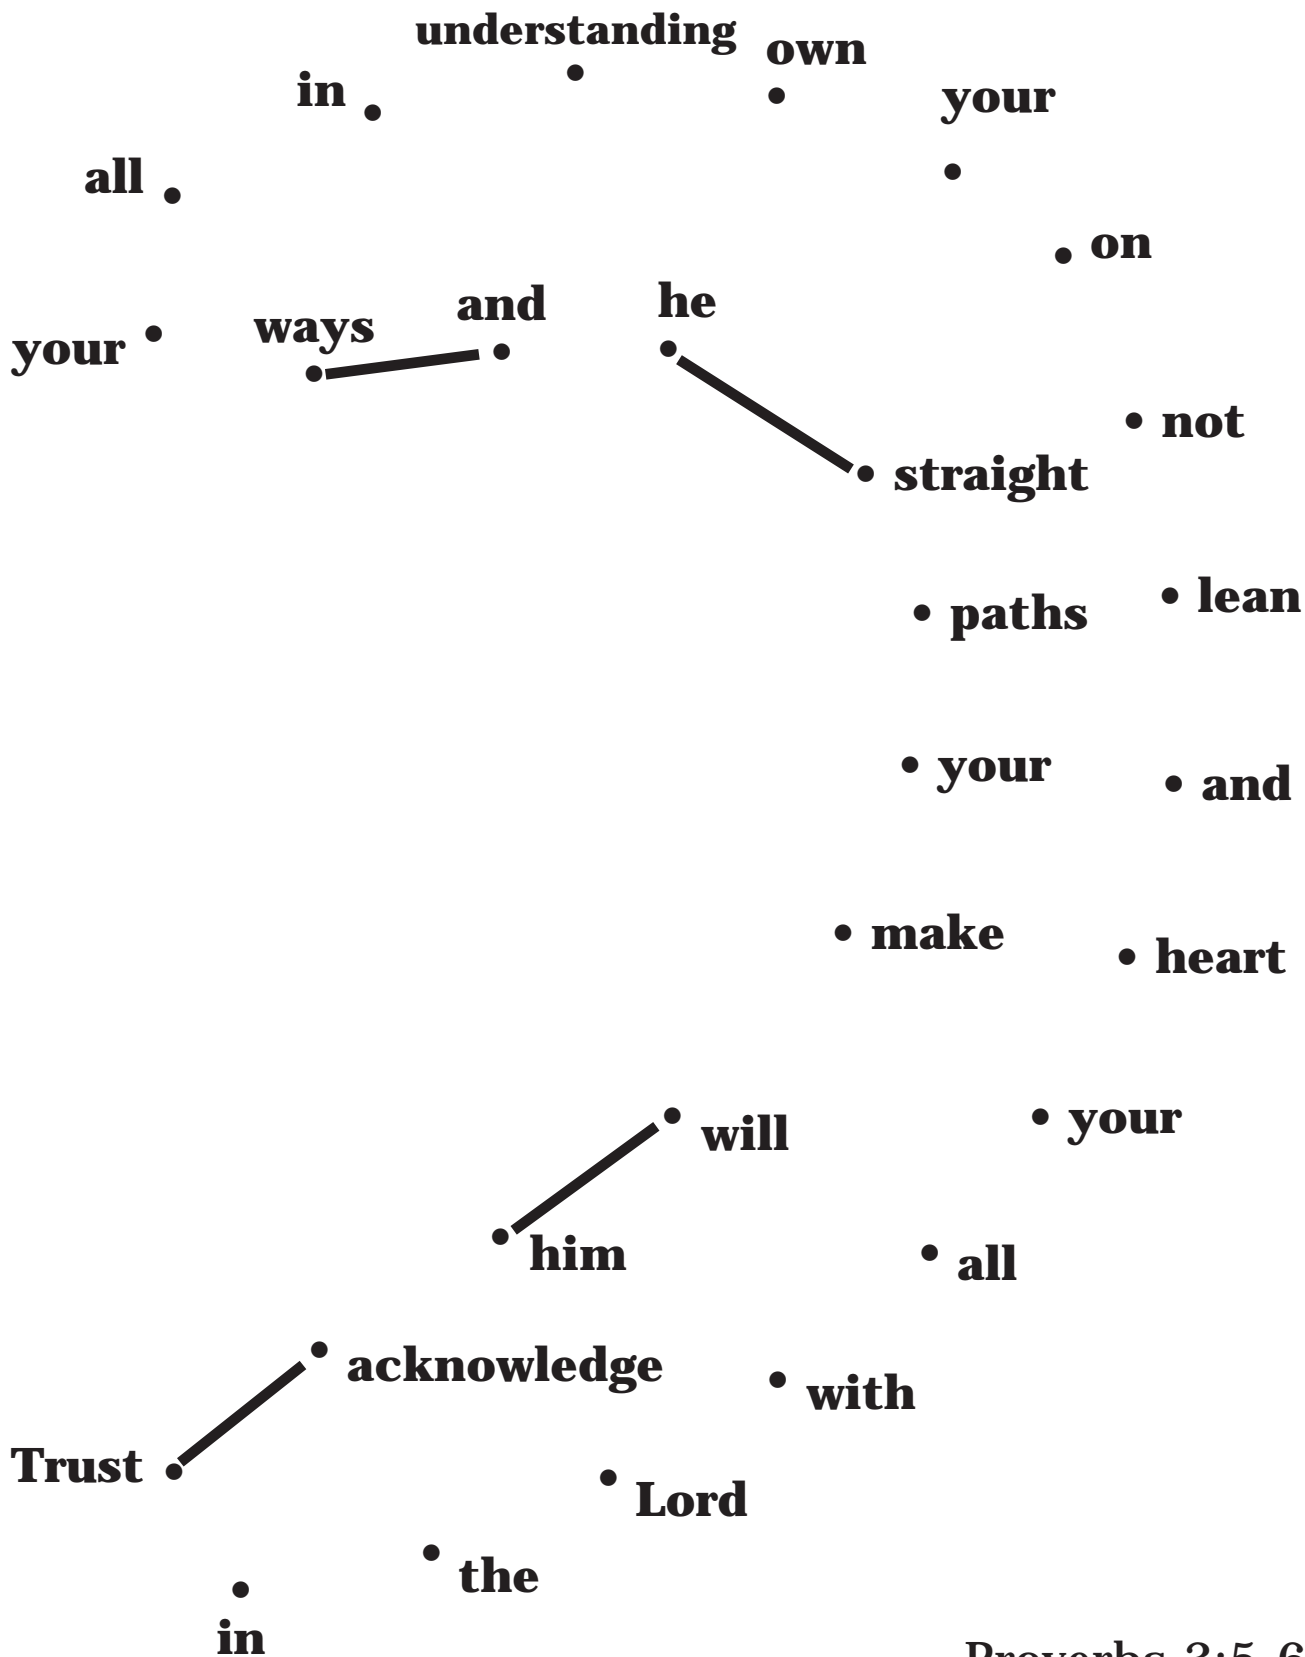 understanding
own
in
your
all
on
he
and
ways
your
not
straight
lean
paths
your
and
make
heart
your
will
him
all
acknowledge
with
Trust
Lord
the
in
Proverbs 3:5-6